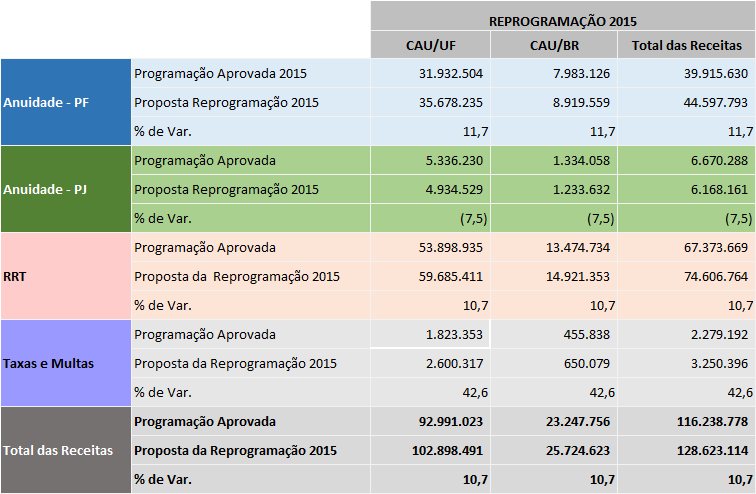 REPROGRAMAÇÃO 2015
CAU/UF CAU/BR Total das Receitas
Anuidade - PF
Programação Aprovada 2015 31.932.504 7.983.126 39.915.630
Proposta Reprogramação 2015 35.678.235 8.919.559 44.597.793
% de Var. 11,7 11,7 11,7
Anuidade - PJ
Programação Aprovada 5.336.230 1.334.058 6.670.288
Proposta Reprogramação 2015 4.934.529 1.233.632 6.168.161
% de Var. (7,5) (7,5) (7,5)
RRT
Programação Aprovada 53.898.935 13.474.734 67.373.669
Proposta da Reprogramação 2015 59.685.411 14.921.353 74.606.764
% de Var. 10,7 10,7 10,7
Taxas e Multas
Programação Aprovada 1.823.353 455.838 2.279.192
Proposta da Reprogramação 2015 2.600.317 650.079 3.250.396
% de Var. 42,6 42,6 42,6
Total das Receitas
Programação Aprovada 92.991.023 23.247.756 116.238.778
Proposta da Reprogramação 2015 102.898.491 25.724.623 128.623.114
% de Var. 10,7 10,7 10,7